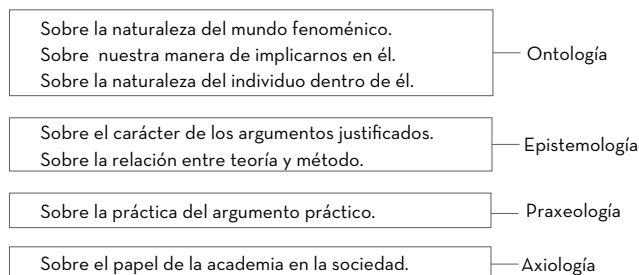 Sobre la naturaleza del mundo fenoménico.
Sobre nuestra manera de implicarnos en él.
Sobre la naturaleza del individuo dentro de él.
Ontología
Sobre el carácter de los argumentos justificados.
Sobre la relación entre teoría y método.
Epistemología
Sobre la práctica del argumento práctico.
Praxeología
Sobre el papel de la academia en la sociedad.
Axiología